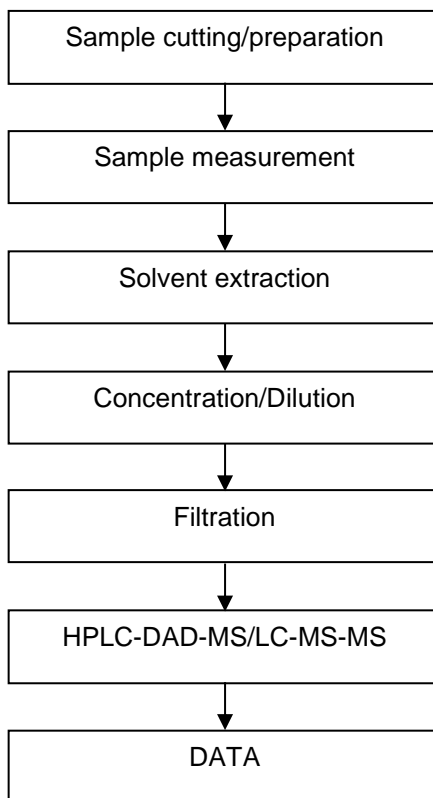 Sample cutting/preparation
Sample measurement
Solvent extraction
Concentration/Dilution
Filtration
HPLC-DAD-MS/LC-MS-MS
DATA